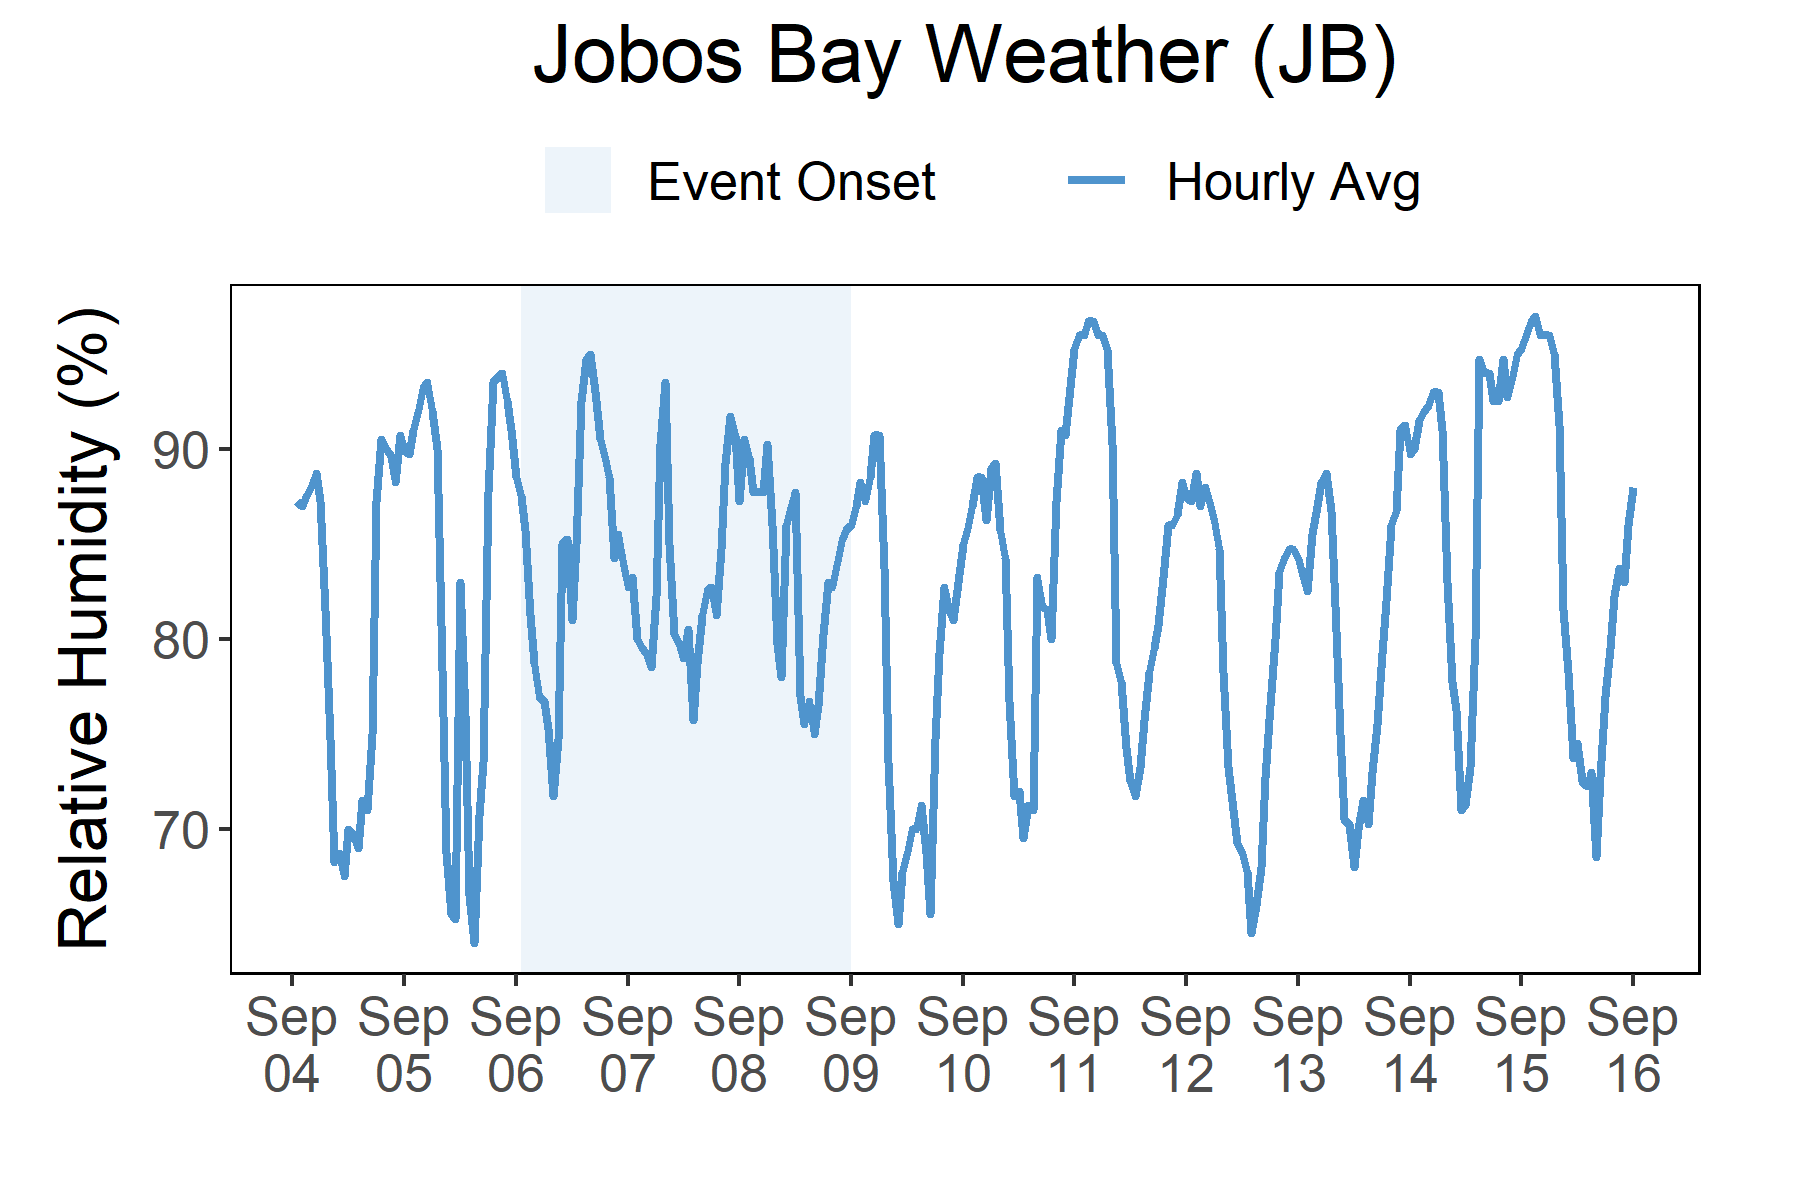 Jobos Bay Weather (JB)
Event Onset
Hourly Avg
Relative Humidity (%)
90
80
70
Sep Sep Sep Sep Sep Sep Sep Sep Sep Sep Sep Sep Sep
04 05 06 07 08 09 10 11 12 13 14 15 16